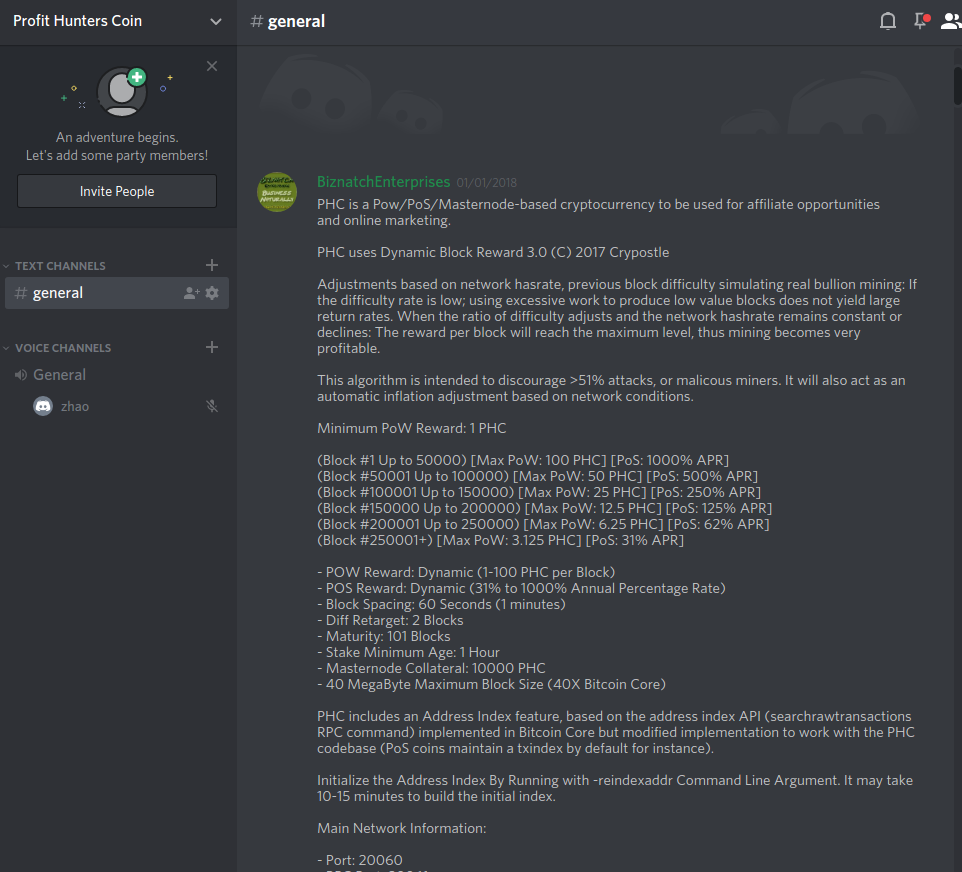 Profit Hunters Coin
# general
An adventure begins.
Let's add some party members!
Invite People
TEXT CHANNELS
# general
VOICE CHANNELS
General
zhao
BiznatchEnterprises 01/01/2018
PHC is a Pow/PoS/Masternode-based cryptocurrency to be used for affiliate opportunities
and online marketing.
PHC uses Dynamic Block Reward 3.0 (C) 2017 Crypostle
Adjustments based on network hasrate, previous block difficulty simulating real bullion mining: If
the difficulty rate is low; using excessive work to produce low value blocks does not yield large
return rates. When the ratio of difficulty adjusts and the network hashrate remains constant or
declines: The reward per block will reach the maximum level, thus mining becomes very
profitable.
This algorithm is intended to discourage >51% attacks, or malicous miners. It will also act as an
automatic inflation adjustment based on network conditions.
Minimum PoW Reward: 1 PHC
(Block #1 Up to 50000) [Max PoW: 100 PHC] [PoS: 1000% APR]
(Block #50001 Up to 100000) [Max PoW: 50 PHC] [PoS: 500% APR]
(Block #100001 Up to 150000) [Max PoW: 25 PHC] [PoS: 250% APR]
(Block #150000 Up to 200000) [Max PoW: 12.5 PHC] [PoS: 125% APR]
(Block #200001 Up to 250000) [Max PoW: 6.25 PHC] [PoS: 62% APR]
(Block #250001+) [Max PoW: 3.125 PHC] [PoS: 31% APR]
- POW Reward: Dynamic (1-100 PHC per Block)
- POS Reward: Dynamic (31% to 1000% Annual Percentage Rate)
- Block Spacing: 60 Seconds (1 minutes)
- Diff Retarget: 2 Blocks
- Maturity: 101 Blocks
- Stake Minimum Age: 1 Hour
- Masternode Collateral: 10000 PHC
- 40 MegaByte Maximum Block Size (40X Bitcoin Core)
PHC includes an Address Index feature, based on the address index API (searchrawtransactions
RPC command) implemented in Bitcoin Core but modified implementation to work with the PHC
codebase (PoS coins maintain a txindex by default for instance).
Initialize the Address Index By Running with -reindexaddr Command Line Argument. It may take
10-15 minutes to build the initial index.
Main Network Information:
- Port: 20060